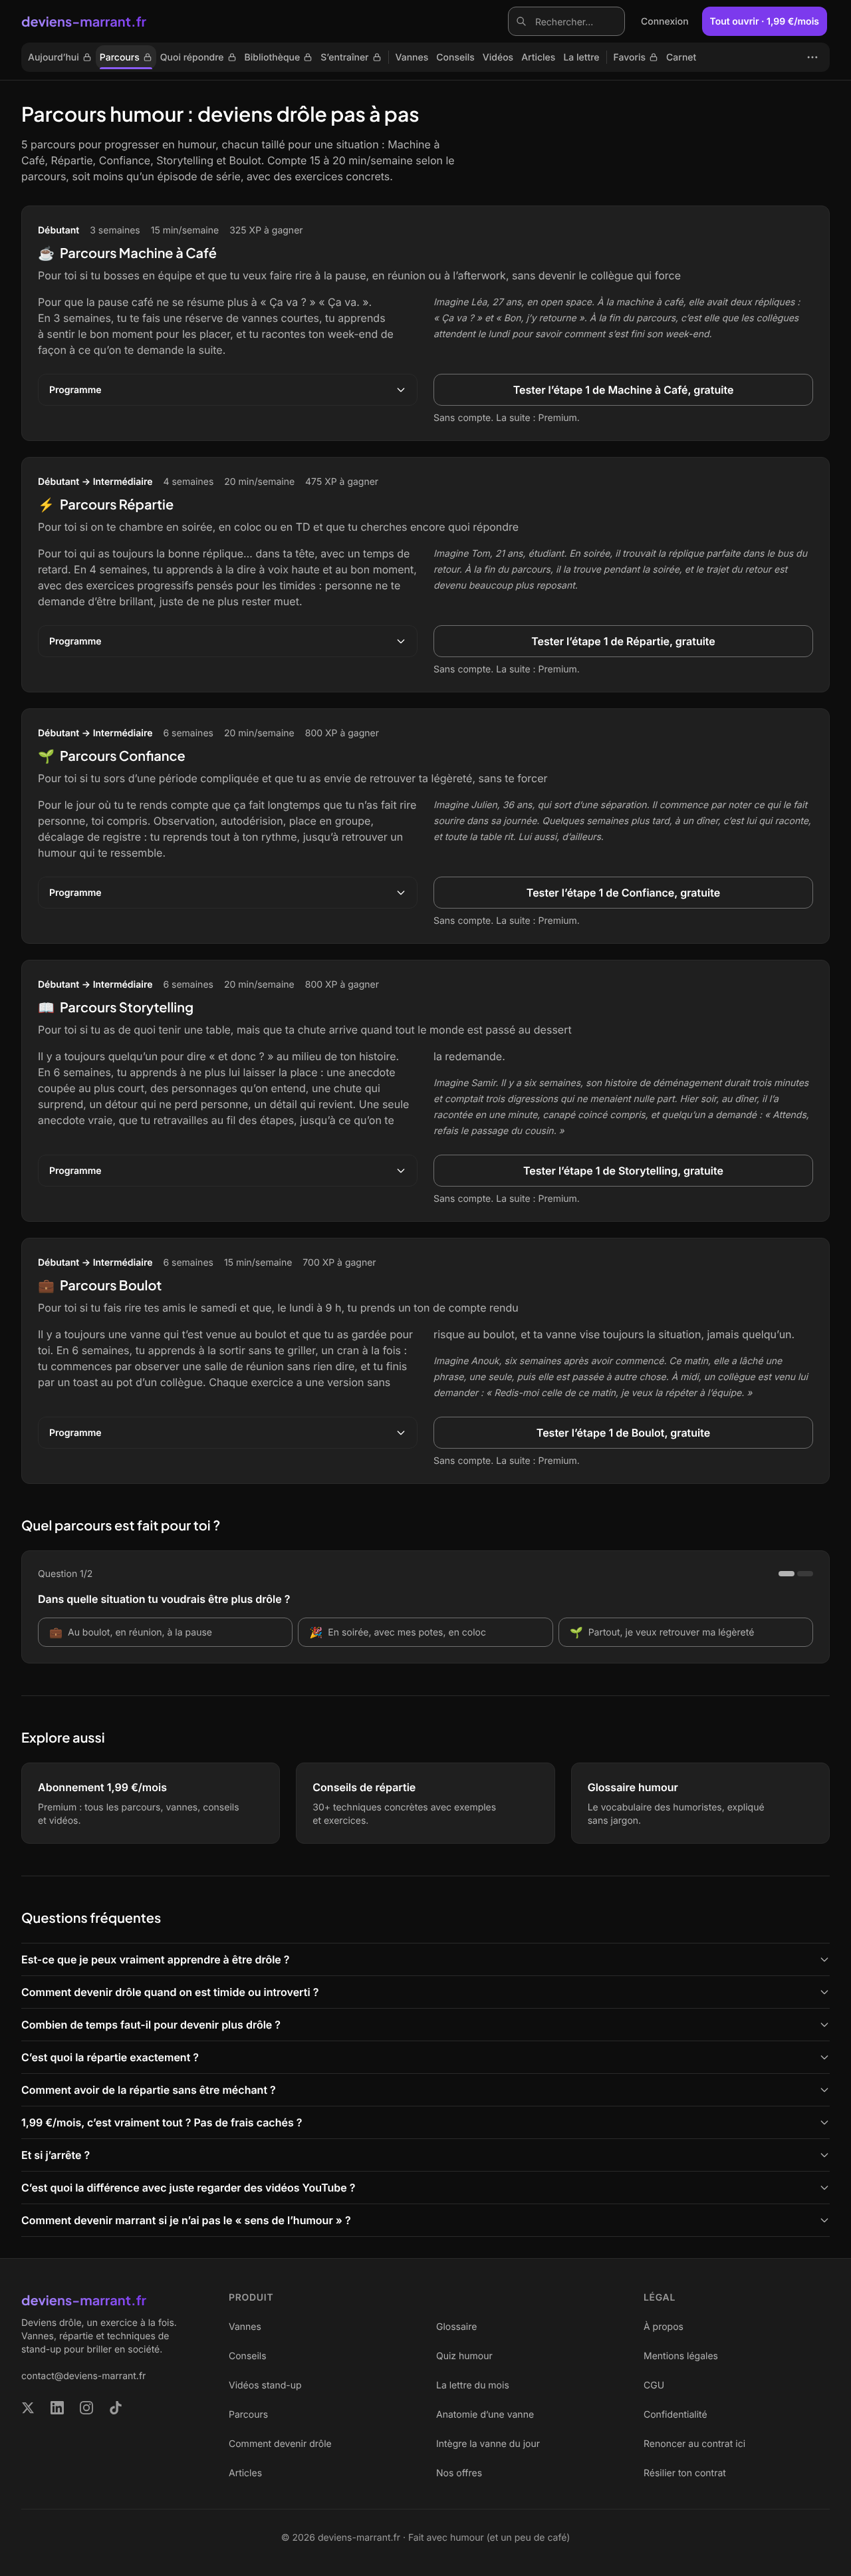 deviens-marrant.fr
Rechercher...
Connexion
Tout ouvrir · 1,99 €/mois
Aujourd'hui
Parcours
Quoi répondre
Bibliothèque
S'entraîner
Vannes
Conseils
Vidéos
Articles
La lettre
Favoris
Carnet
Parcours humour : deviens drôle pas à pas
5 parcours pour progresser en humour, chacun taillé pour une situation : Machine à
Café, Répartie, Confiance, Storytelling et Boulot. Compte 15 à 20 min/semaine selon le
parcours, soit moins qu'un épisode de série, avec des exercices concrets.
Débutant 3 semaines 15 min/semaine 325 XP à gagner
☕ Parcours Machine à Café
Pour toi si tu bosses en équipe et que tu veux faire rire à la pause, en réunion ou à l'afterwork, sans devenir le collègue qui force
Pour que la pause café ne se résume plus à « Ça va ? » « Ça va. ».
En 3 semaines, tu te fais une réserve de vannes courtes, tu apprends
à sentir le bon moment pour les placer, et tu racontes ton week-end de
façon à ce qu'on te demande la suite.
Imagine Léa, 27 ans, en open space. À la machine à café, elle avait deux répliques :
« Ça va ? » et « Bon, j'y retourne ». À la fin du parcours, c'est elle que les collègues
attendent le lundi pour savoir comment s'est fini son week-end.
Programme
Tester l'étape 1 de Machine à Café, gratuite
Sans compte. La suite : Premium.
Débutant → Intermédiaire 4 semaines 20 min/semaine 475 XP à gagner
⚡ Parcours Répartie
Pour toi si on te chambre en soirée, en coloc ou en TD et que tu cherches encore quoi répondre
Pour toi qui as toujours la bonne réplique... dans ta tête, avec un temps de
retard. En 4 semaines, tu apprends à la dire à voix haute et au bon moment,
avec des exercices progressifs pensés pour les timides : personne ne te
demande d'être brillant, juste de ne plus rester muet.
Imagine Tom, 21 ans, étudiant. En soirée, il trouvait la réplique parfaite dans le bus du
retour. À la fin du parcours, il la trouve pendant la soirée, et le trajet du retour est
devenu beaucoup plus reposant.
Programme
Tester l'étape 1 de Répartie, gratuite
Sans compte. La suite : Premium.
Débutant → Intermédiaire 6 semaines 20 min/semaine 800 XP à gagner
🌱 Parcours Confiance
Pour toi si tu sors d'une période compliquée et que tu as envie de retrouver ta légèreté, sans te forcer
Pour le jour où tu te rends compte que ça fait longtemps que tu n'as fait rire
personne, toi compris. Observation, autodérision, place en groupe,
décalage de registre : tu reprends tout à ton rythme, jusqu'à retrouver un
humour qui te ressemble.
Imagine Julien, 36 ans, qui sort d'une séparation. Il commence par noter ce qui le fait
sourire dans sa journée. Quelques semaines plus tard, à un dîner, c'est lui qui raconte,
et toute la table rit. Lui aussi, d'ailleurs.
Programme
Tester l'étape 1 de Confiance, gratuite
Sans compte. La suite : Premium.
Débutant → Intermédiaire 6 semaines 20 min/semaine 800 XP à gagner
📖 Parcours Storytelling
Pour toi si tu as de quoi tenir une table, mais que ta chute arrive quand tout le monde est passé au dessert
Il y a toujours quelqu'un pour dire « et donc ? » au milieu de ton histoire.
En 6 semaines, tu apprends à ne plus lui laisser la place : une anecdote
coupée au plus court, des personnages qu'on entend, une chute qui
surprend, un détour qui ne perd personne, un détail qui revient. Une seule
anecdote vraie, que tu retravailles au fil des étapes, jusqu'à ce qu'on te
la redemande.
Imagine Samir. Il y a six semaines, son histoire de déménagement durait trois minutes
et comptait trois digressions qui ne menaient nulle part. Hier soir, au dîner, il l'a
racontée en une minute, canapé coincé compris, et quelqu'un a demandé : « Attends,
refais le passage du cousin. »
Programme
Tester l'étape 1 de Storytelling, gratuite
Sans compte. La suite : Premium.
Débutant → Intermédiaire 6 semaines 15 min/semaine 700 XP à gagner
💼 Parcours Boulot
Pour toi si tu fais rire tes amis le samedi et que, le lundi à 9 h, tu prends un ton de compte rendu
Il y a toujours une vanne qui t'est venue au boulot et que tu as gardée pour
toi. En 6 semaines, tu apprends à la sortir sans te griller, un cran à la fois :
tu commences par observer une salle de réunion sans rien dire, et tu finis
par un toast au pot d'un collègue. Chaque exercice a une version sans
risque au boulot, et ta vanne vise toujours la situation, jamais quelqu'un.
Imagine Anouk, six semaines après avoir commencé. Ce matin, elle a lâché une
phrase, une seule, puis elle est passée à autre chose. À midi, un collègue est venu lui
demander : « Redis-moi celle de ce matin, je veux la répéter à l'équipe. »
Programme
Tester l'étape 1 de Boulot, gratuite
Sans compte. La suite : Premium.
Quel parcours est fait pour toi ?
Question 1/2
Dans quelle situation tu voudrais être plus drôle ?
💼 Au boulot, en réunion, à la pause
🎉 En soirée, avec mes potes, en coloc
🌱 Partout, je veux retrouver ma légèreté
Explore aussi
Abonnement 1,99 €/mois
Premium : tous les parcours, vannes, conseils
et vidéos.
Conseils de répartie
30+ techniques concrètes avec exemples
et exercices.
Glossaire humour
Le vocabulaire des humoristes, expliqué
sans jargon.
Questions fréquentes
Est-ce que je peux vraiment apprendre à être drôle ?
Comment devenir drôle quand on est timide ou introverti ?
Combien de temps faut-il pour devenir plus drôle ?
C'est quoi la répartie exactement ?
Comment avoir de la répartie sans être méchant ?
1,99 €/mois, c'est vraiment tout ? Pas de frais cachés ?
Et si j'arrête ?
C'est quoi la différence avec juste regarder des vidéos YouTube ?
Comment devenir marrant si je n'ai pas le « sens de l'humour » ?
deviens-marrant.fr
Deviens drôle, un exercice à la fois.
Vannes, répartie et techniques de
stand-up pour briller en société.
contact@deviens-marrant.fr
PRODUIT
Vannes
Conseils
Vidéos stand-up
Parcours
Comment devenir drôle
Articles
Glossaire
Quiz humour
La lettre du mois
Anatomie d'une vanne
Intègre la vanne du jour
Nos offres
LÉGAL
À propos
Mentions légales
CGU
Confidentialité
Renoncer au contrat ici
Résilier ton contrat
© 2026 deviens-marrant.fr · Fait avec humour (et un peu de café)